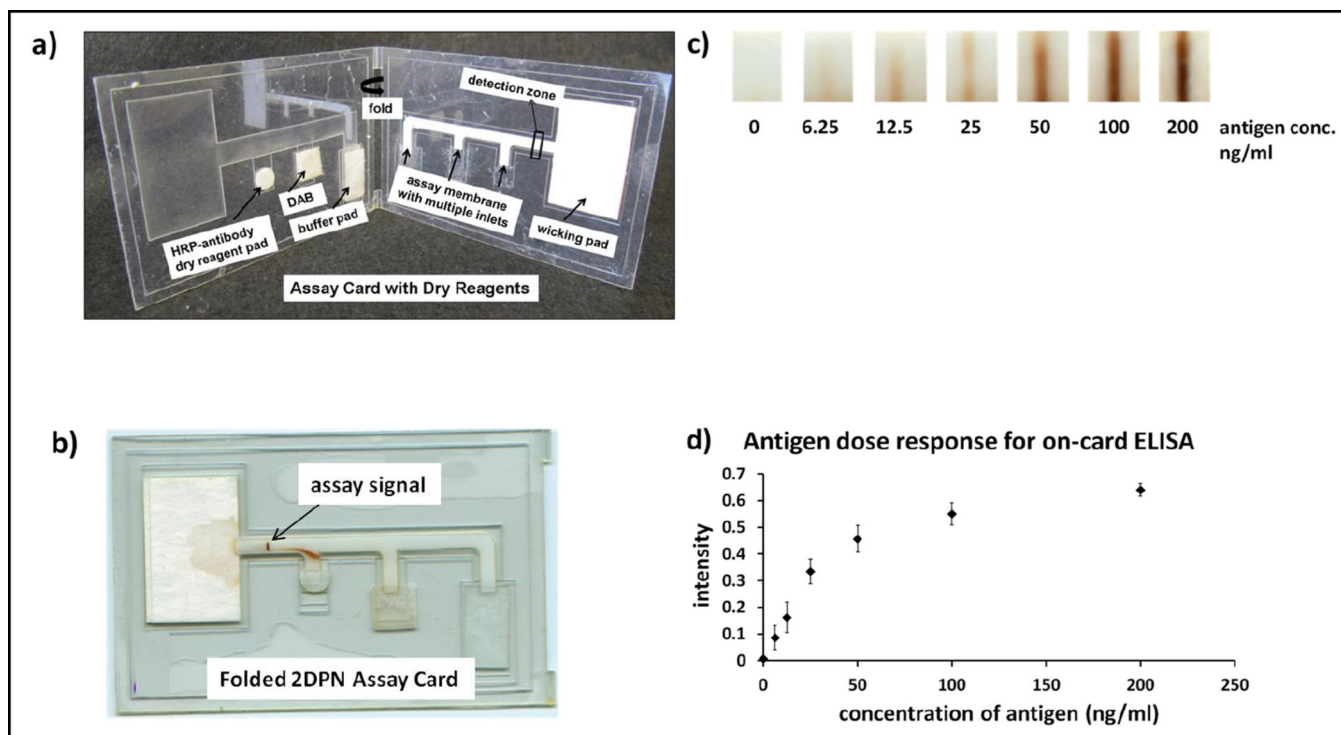 a)
fold
detection zone
HRP-antibody
dry reagent pad
DAB
buffer pad
assay membrane
with multiple inlets
wicking pad
Assay Card with Dry Reagents
c)
0 6.25 12.5 25 50 100 200 antigen conc.
ng/ml
b)
assay signal
Folded 2DPN Assay Card
d) Antigen dose response for on-card ELISA
0.7
0.6
0.5
0.4
0.3
0.2
0.1
0
intensity
0 50 100 150 200 250
concentration of antigen (ng/ml)